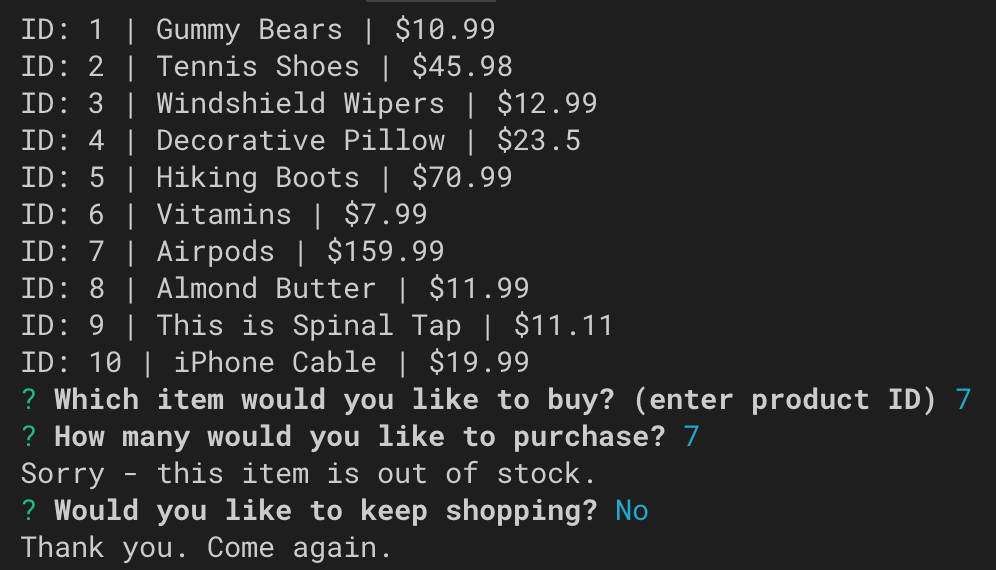 ID: 1 | Gummy Bears | $10.99
ID: 2 | Tennis Shoes | $45.98
ID: 3 | Windshield Wipers | $12.99
ID: 4 | Decorative Pillow | $23.5
ID: 5 | Hiking Boots | $70.99
ID: 6 | Vitamins | $7.99
ID: 7 | Airpods | $159.99
ID: 8 | Almond Butter | $11.99
ID: 9 | This is Spinal Tap | $11.11
ID: 10 | iPhone Cable | $19.99
? Which item would you like to buy? (enter product ID) 7
? How many would you like to purchase? 7
Sorry - this item is out of stock.
? Would you like to keep shopping? No
Thank you. Come again.